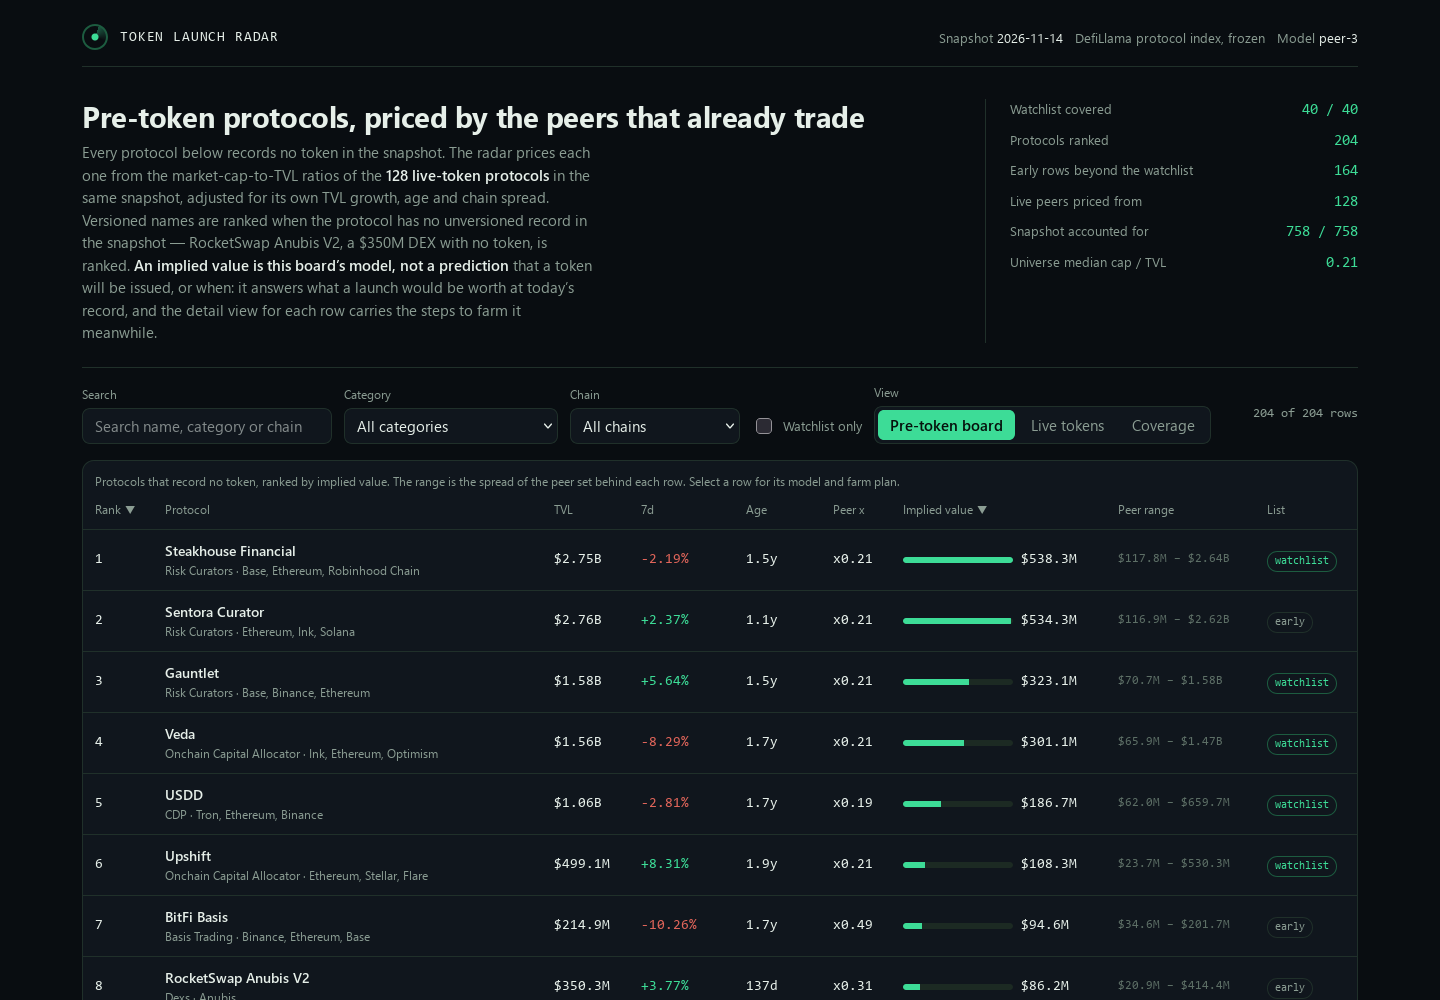 TOKEN LAUNCH RADAR
Snapshot 2026-11-14 DefiLlama protocol index, frozen Model peer-3
Pre-token protocols, priced by the peers that already trade
Every protocol below records no token in the snapshot. The radar prices each
one from the market-cap-to-TVL ratios of the 128 live-token protocols in the
same snapshot, adjusted for its own TVL growth, age and chain spread.
Versioned names are ranked when the protocol has no unversioned record in
the snapshot — RocketSwap Anubis V2, a $350M DEX with no token, is
ranked. An implied value is this board's model, not a prediction that a token
will be issued, or when: it answers what a launch would be worth at today's
record, and the detail view for each row carries the steps to farm it
meanwhile.
Watchlist covered 40 / 40
Protocols ranked 204
Early rows beyond the watchlist 164
Live peers priced from 128
Snapshot accounted for 758 / 758
Universe median cap / TVL 0.21
Search Category Chain View
Search name, category or chain All categories All chains Watchlist only Pre-token board Live tokens Coverage 204 of 204 rows
Protocols that record no token, ranked by implied value. The range is the spread of the peer set behind each row. Select a row for its model and farm plan.
Rank ▼ Protocol TVL 7d Age Peer x Implied value ▼ Peer range List
1 Steakhouse Financial $2.75B -2.19% 1.5y x0.21 $538.3M $117.8M – $2.64B watchlist
Risk Curators · Base, Ethereum, Robinhood Chain
2 Sentora Curator $2.76B +2.37% 1.1y x0.21 $534.3M $116.9M – $2.62B early
Risk Curators · Ethereum, Ink, Solana
3 Gauntlet $1.58B +5.64% 1.5y x0.21 $323.1M $70.7M – $1.58B watchlist
Risk Curators · Base, Binance, Ethereum
4 Veda $1.56B -8.29% 1.7y x0.21 $301.1M $65.9M – $1.47B watchlist
Onchain Capital Allocator · Ink, Ethereum, Optimism
5 USDD $1.06B -2.81% 1.7y x0.19 $186.7M $62.0M – $659.7M watchlist
CDP · Tron, Ethereum, Binance
6 Upshift $499.1M +8.31% 1.9y x0.21 $108.3M $23.7M – $530.3M watchlist
Onchain Capital Allocator · Ethereum, Stellar, Flare
7 BitFi Basis $214.9M -10.26% 1.7y x0.49 $94.6M $34.6M – $201.7M early
Basis Trading · Binance, Ethereum, Base
8 RocketSwap Anubis V2 $350.3M +3.77% 137d x0.31 $86.2M $20.9M – $414.4M early
Dexs · Anubis